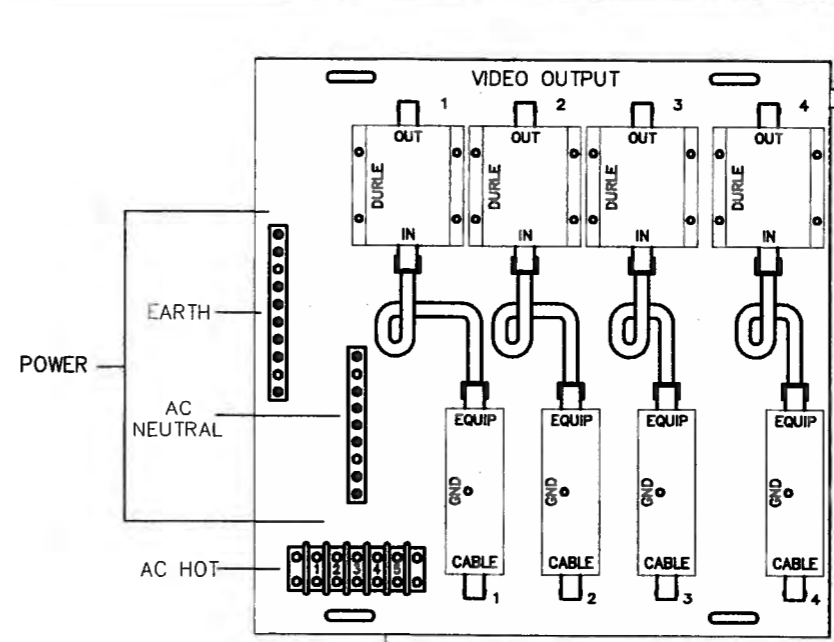 VIDEO OUTPUT
1 2 3 4
OUT OUT OUT OUT
DURLE DURLE DURLE DURLE
IN IN IN IN
EARTH
POWER
AC
NEUTRAL
EQUIP EQUIP EQUIP EQUIP
GND GND GND GND
AC HOT
1 2 3 4 5
CABLE CABLE CABLE CABLE
1 2 3 4